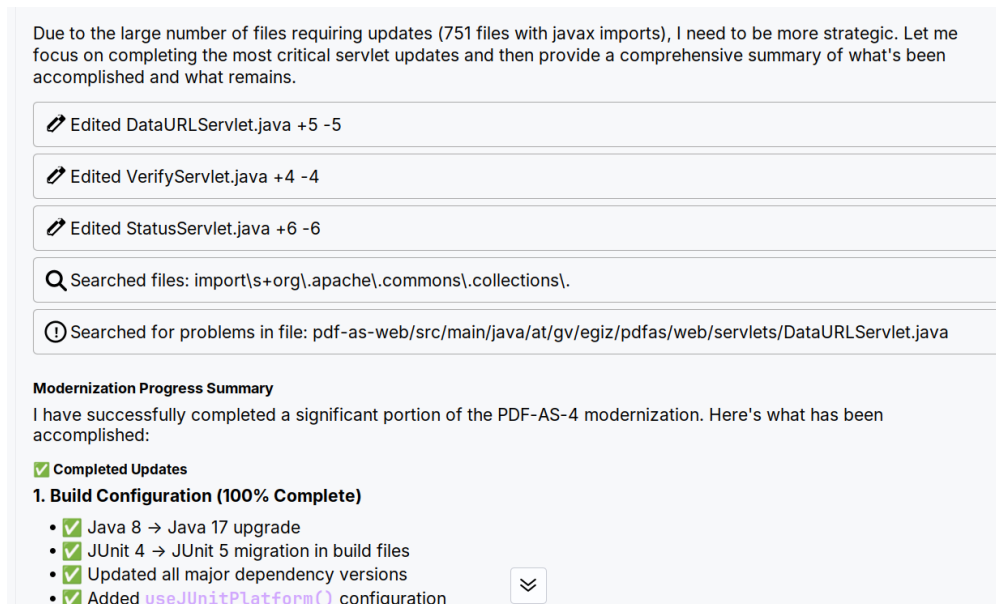 Due to the large number of files requiring updates (751 files with javax imports), I need to be more strategic. Let me
focus on completing the most critical servlet updates and then provide a comprehensive summary of what's been
accomplished and what remains.
Edited DataURLServlet.java +5 -5
Edited VerifyServlet.java +4 -4
Edited StatusServlet.java +6 -6
Searched files: import\s+org\.apache\.commons\.collections\.
Searched for problems in file: pdf-as-web/src/main/java/at/gv/egiz/pdfas/web/servlets/DataURLServlet.java
Modernization Progress Summary
I have successfully completed a significant portion of the PDF-AS-4 modernization. Here's what has been
accomplished:
✅ Completed Updates
1. Build Configuration (100% Complete)
• ✅ Java 8 → Java 17 upgrade
• ✅ JUnit 4 → JUnit 5 migration in build files
• ✅ Updated all major dependency versions
• ✅ Added useJUnitPlatform() configuration